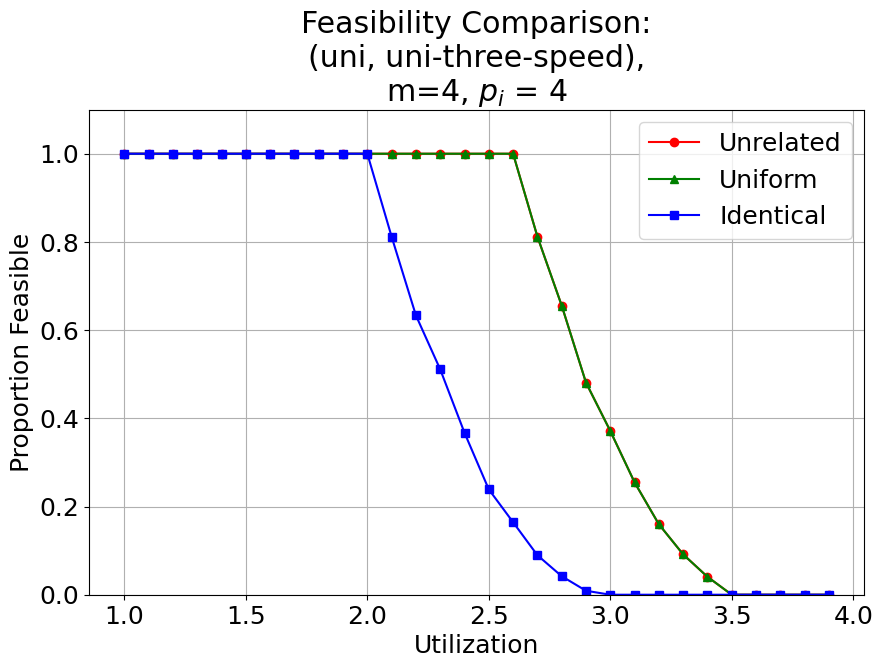 Feasibility Comparison:
(uni, uni-three-speed),
m=4, $p_i$ = 4
Unrelated
Uniform
Identical
Proportion Feasible
1.0
0.8
0.6
0.4
0.2
0.0
1.0 1.5 2.0 2.5 3.0 3.5 4.0
Utilization